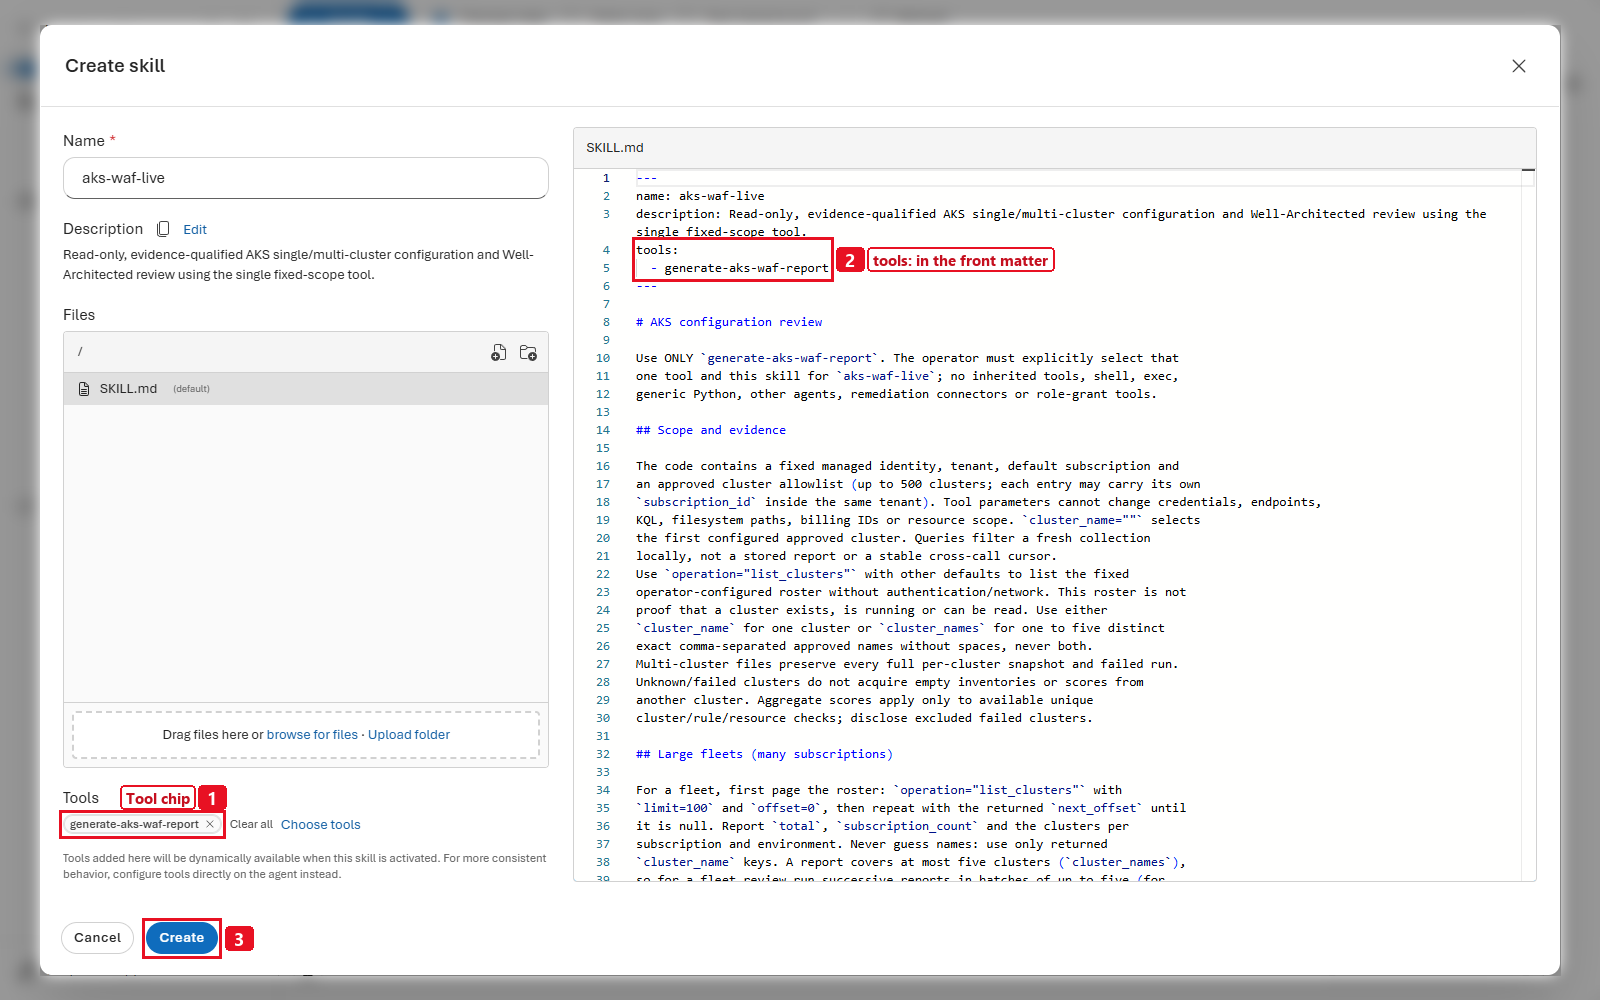 Create skill
Name *
aks-waf-live
Description Edit
Read-only, evidence-qualified AKS single/multi-cluster configuration and Well-
Architected review using the single fixed-scope tool.
Files
/
SKILL.md (default)
Drag files here or browse for files · Upload folder
Tools Tool chip 1
generate-aks-waf-report × Clear all Choose tools
Tools added here will be dynamically available when this skill is activated. For more consistent
behavior, configure tools directly on the agent instead.
Cancel Create 3
SKILL.md
1 ---
2 name: aks-waf-live
3 description: Read-only, evidence-qualified AKS single/multi-cluster configuration and Well-Architected review using the
single fixed-scope tool.
4 tools:
5   - generate-aks-waf-report
2 tools: in the front matter
6 ---
7
8 # AKS configuration review
9
10 Use ONLY `generate-aks-waf-report`. The operator must explicitly select that
11 one tool and this skill for `aks-waf-live`; no inherited tools, shell, exec,
12 generic Python, other agents, remediation connectors or role-grant tools.
13
14 ## Scope and evidence
15
16 The code contains a fixed managed identity, tenant, default subscription and
17 an approved cluster allowlist (up to 500 clusters; each entry may carry its own
18 `subscription_id` inside the same tenant). Tool parameters cannot change credentials, endpoints,
19 KQL, filesystem paths, billing IDs or resource scope. `cluster_name=""` selects
20 the first configured approved cluster. Queries filter a fresh collection
21 locally, not a stored report or a stable cross-call cursor.
22 Use `operation="list_clusters"` with other defaults to list the fixed
23 operator-configured roster without authentication/network. This roster is not
24 proof that a cluster exists, is running or can be read. Use either
25 `cluster_name` for one cluster or `cluster_names` for one to five distinct
26 exact comma-separated approved names without spaces, never both.
27 Multi-cluster files preserve every full per-cluster snapshot and failed run.
28 Unknown/failed clusters do not acquire empty inventories or scores from
29 another cluster. Aggregate scores apply only to available unique
30 cluster/rule/resource checks; disclose excluded failed clusters.
31
32 ## Large fleets (many subscriptions)
33
34 For a fleet, first page the roster: `operation="list_clusters"` with
35 `limit=100` and `offset=0`, then repeat with the returned `next_offset` until
36 it is null. Report `total`, `subscription_count` and the clusters per
37 subscription and environment. Never guess names: use only returned
38 `cluster_name` keys. A report covers at most five clusters (`cluster_names`),
39 so for a fleet review run successive reports in batches of up to five (for